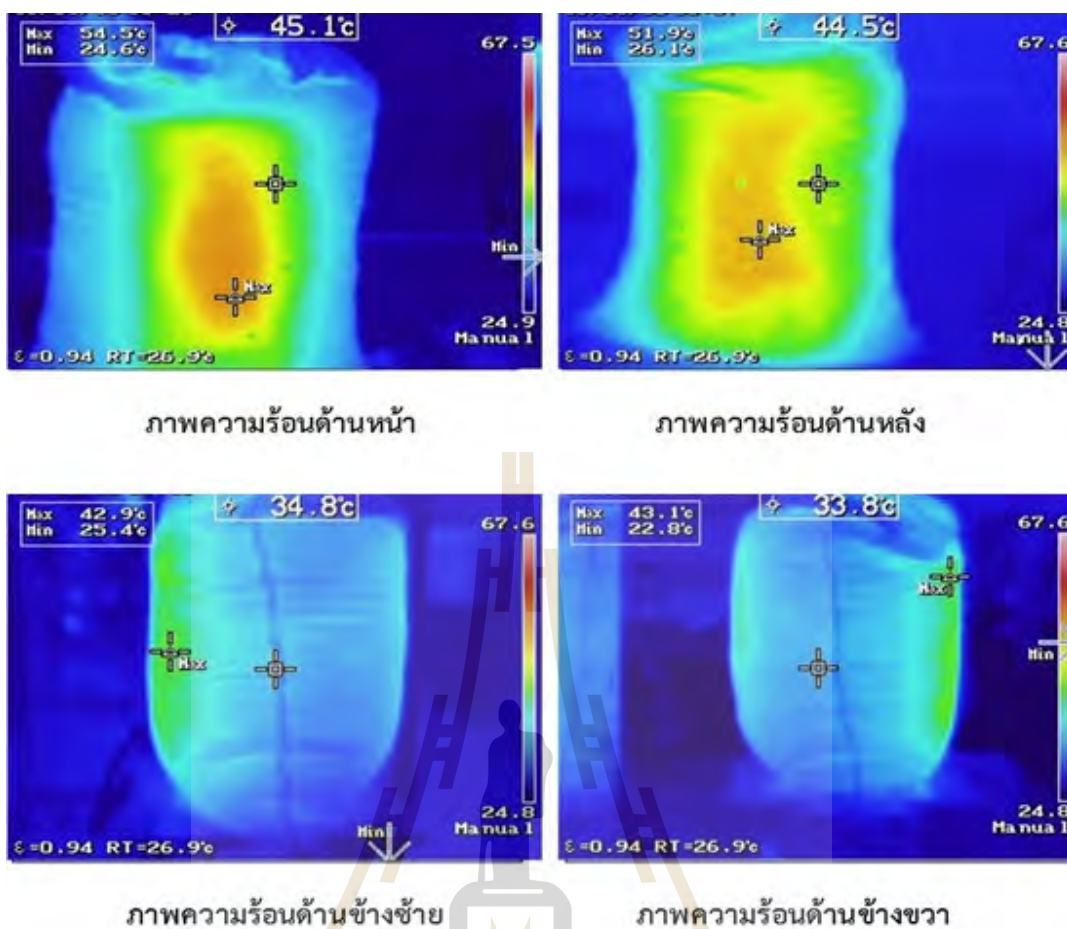 Max 54.5°c
Min 24.6°c
45.1°c
67.5
Max
Min
24.9
Manual
ε=0.94 RT=26.9°c
Max 51.9°c
Min 26.1°c
44.5°c
67.6
Max
24.8
Manual
ε=0.94 RT=26.9°c
ภาพความร้อนด้านหน้า
ภาพความร้อนด้านหลัง
Max 42.9°c
Min 25.4°c
34.8°c
67.6
Max
Min
24.8
Manual
ε=0.94 RT=26.9°c
Max 43.1°c
Min 22.8°c
33.8°c
67.6
Max
Min
24.8
Manual
ε=0.94 RT=26.9°c
ภาพความร้อนด้านข้างซ้าย
ภาพความร้อนด้านข้างขวา